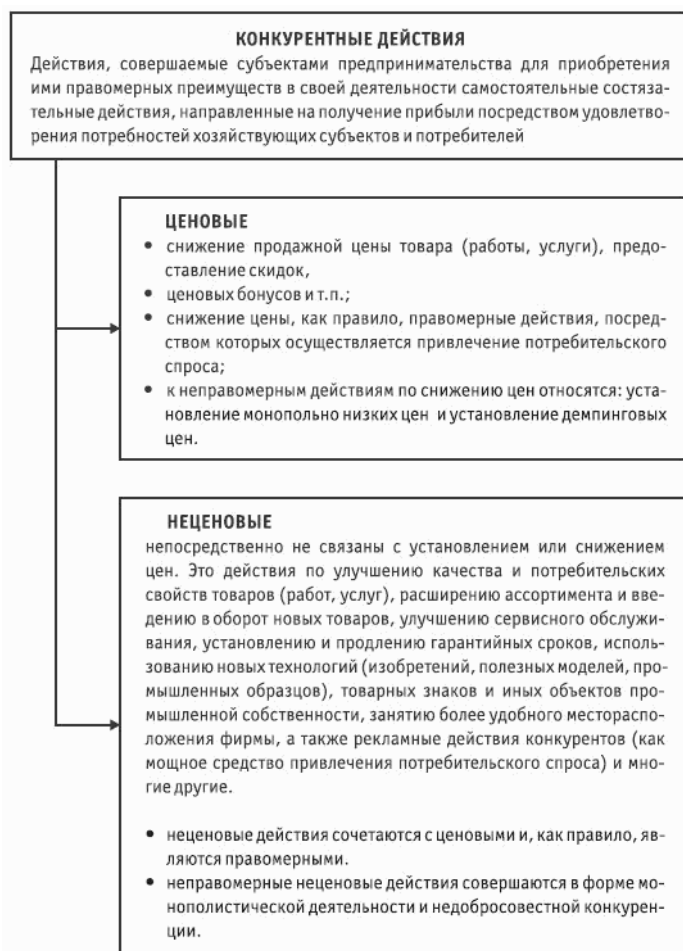 КОНКУРЕНТНЫЕ ДЕЙСТВИЯ
Действия, совершаемые субъектами предпринимательства для приобретения
ими правомерных преимуществ в своей деятельности самостоятельные состяза-
тельные действия, направленные на получение прибыли посредством удовлетво-
рения потребностей хозяйствующих субъектов и потребителей
ЦЕНОВЫЕ
• снижение продажной цены товара (работы, услуги), предо-
ставление скидок,
• ценовых бонусов и т.п.;
• снижение цены, как правило, правомерные действия, посред-
ством которых осуществляется привлечение потребительского
спроса;
• к неправомерным действиям по снижению цен относятся: уста-
новление монопольно низких цен и установление демпинговых
цен.
НЕЦЕНОВЫЕ
непосредственно не связаны с установлением или снижением
цен. Это действия по улучшению качества и потребительских
свойств товаров (работ, услуг), расширению ассортимента и вве-
дению в оборот новых товаров, улучшению сервисного обслужи-
вания, установлению и продлению гарантийных сроков, исполь-
зованию новых технологий (изобретений, полезных моделей, про-
мышленных образцов), товарных знаков и иных объектов про-
мышленной собственности, занятию более удобного месторaспо-
ложения фирмы, а также рекламные действия конкурентов (как
мощное средство привлечения потребительского спроса) и мно-
гие другие.
• неценовые действия сочетаются с ценовыми и, как правило, яв-
ляются правомерными.
• неправомерные неценовые действия совершаются в форме мо-
нополистической деятельности и недобросовестной конкурен-
ции.